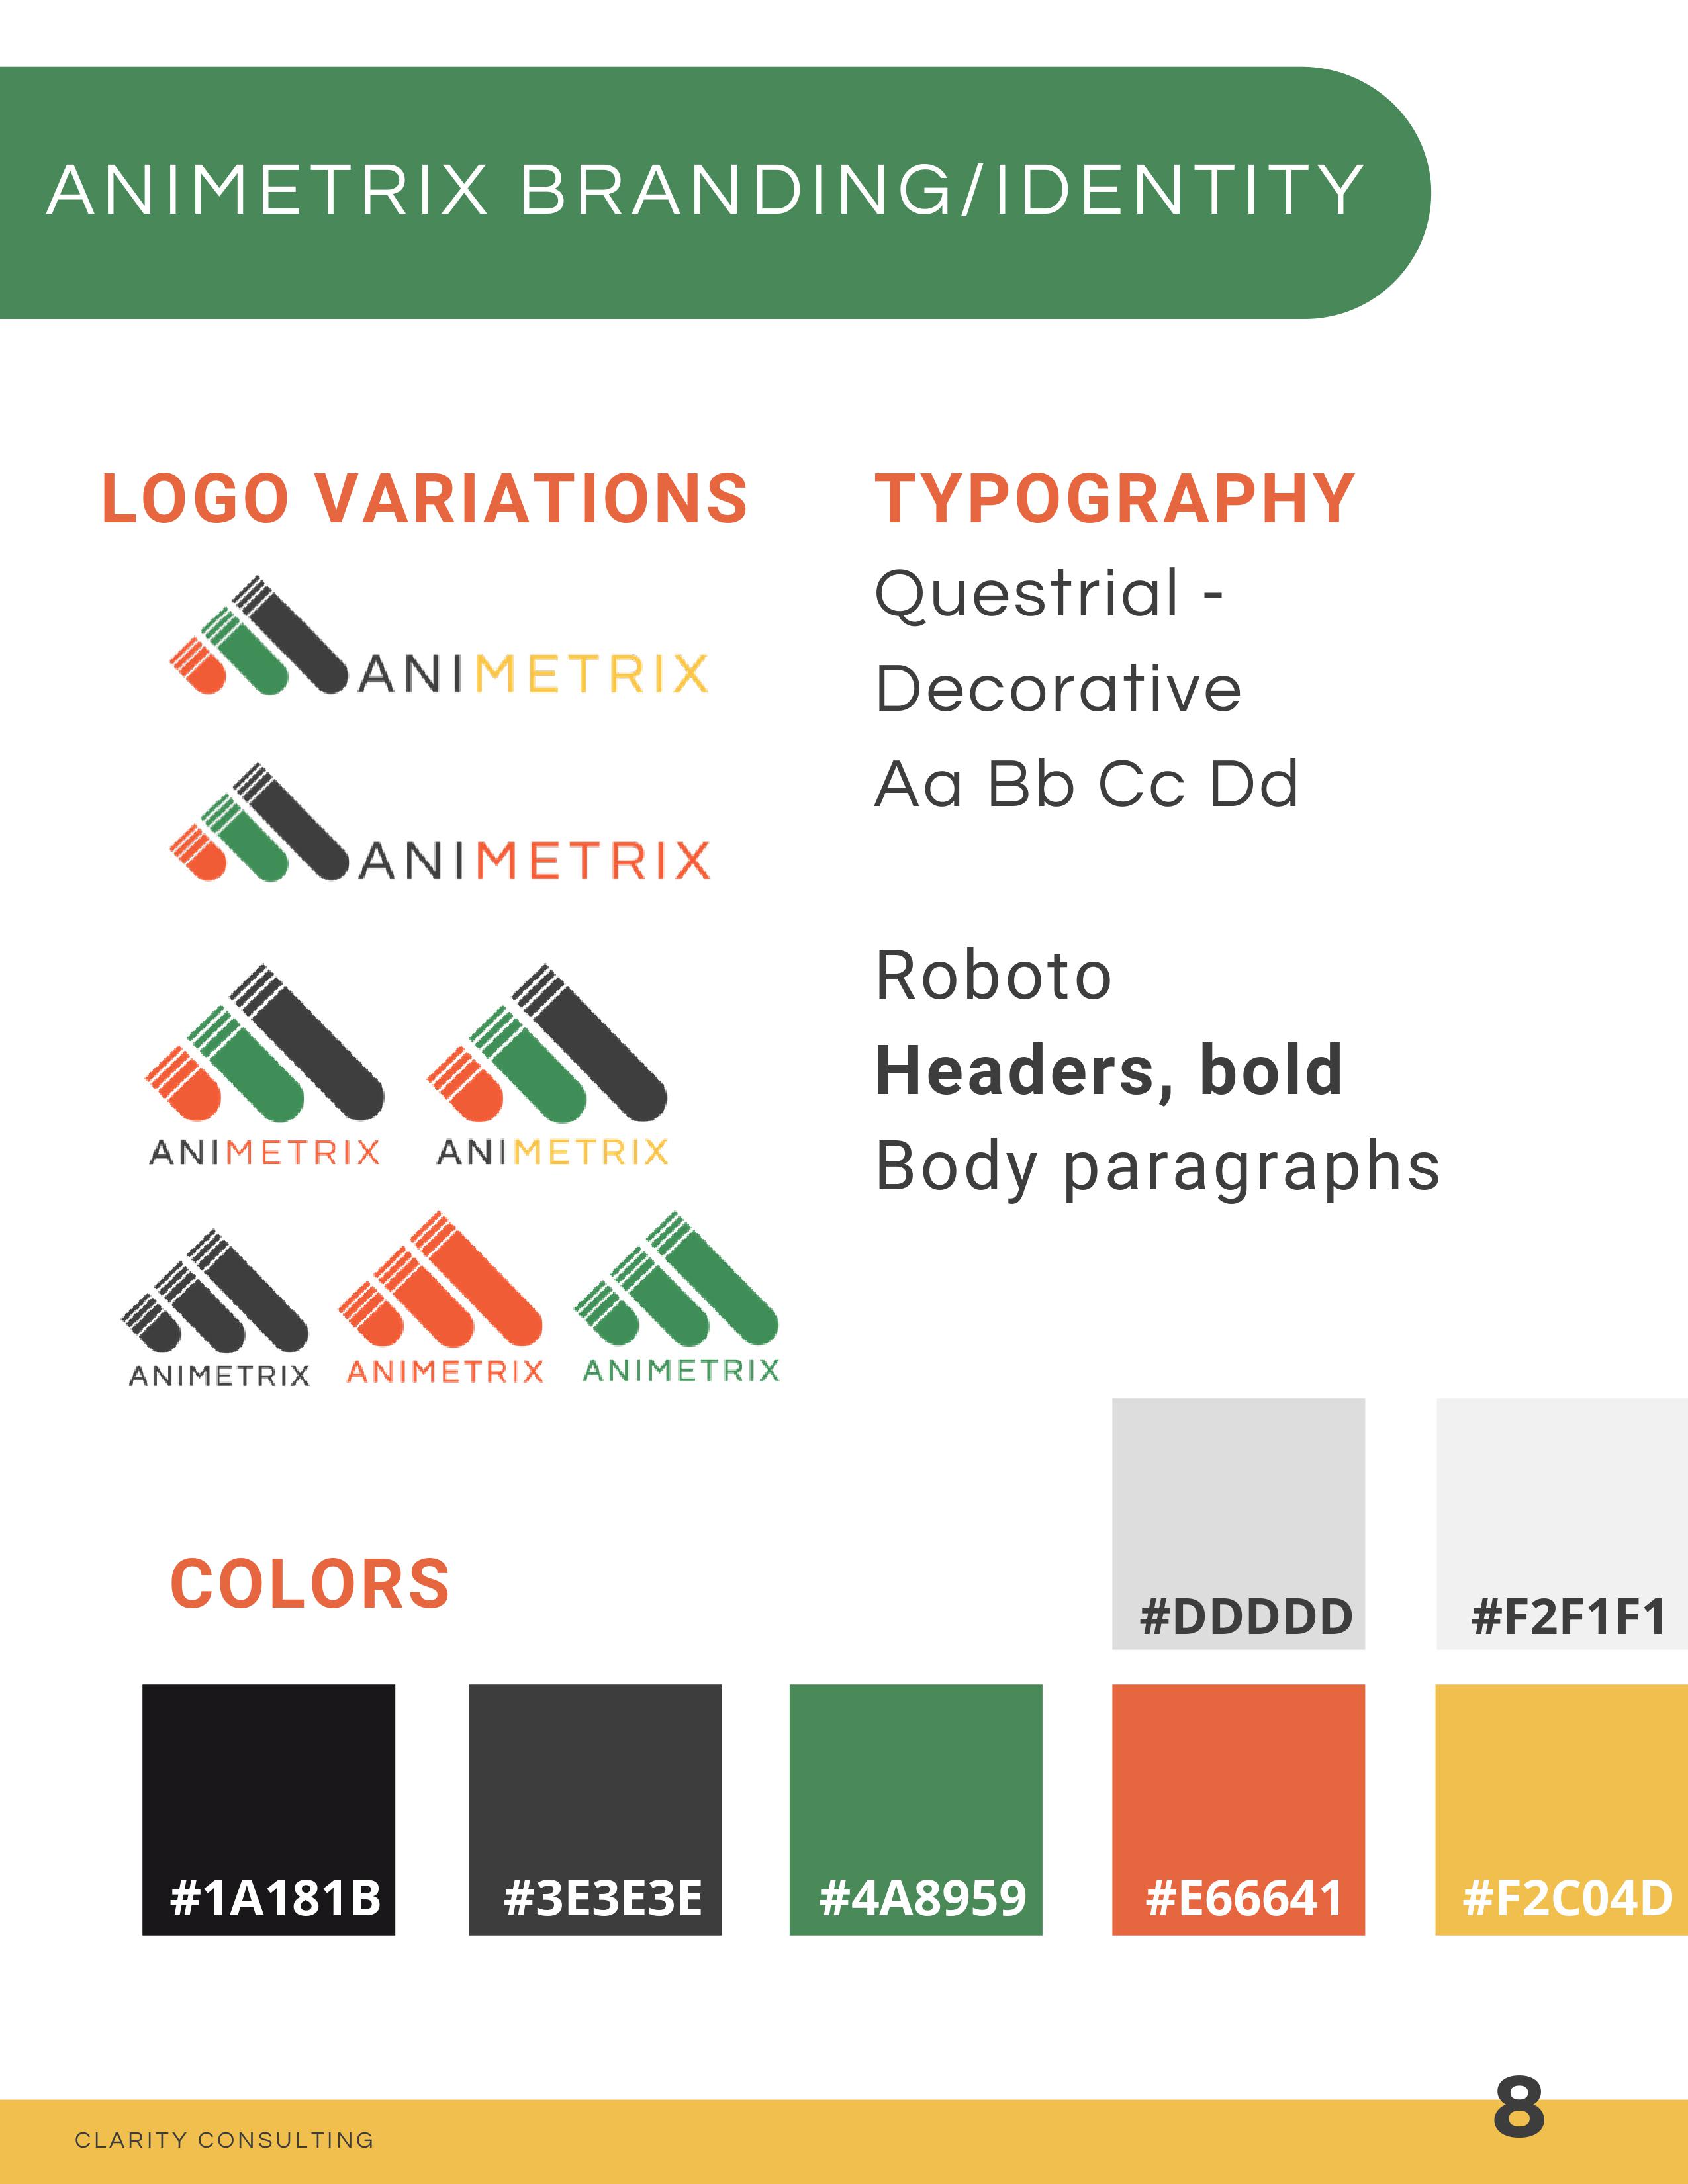 ANIMETRIX BRANDING/IDENTITY
LOGO VARIATIONS
ANIMETRIX
ANIMETRIX
ANIMETRIX ANIMETRIX
ANIMETRIX ANIMETRIX ANIMETRIX
TYPOGRAPHY
Questrial -
Decorative
Aa Bb Cc Dd
Roboto
Headers, bold
Body paragraphs
COLORS
#DDDDD #F2F1F1
#1A181B #3E3E3E #4A8959 #E66641 #F2C04D
8
CLARITY CONSULTING